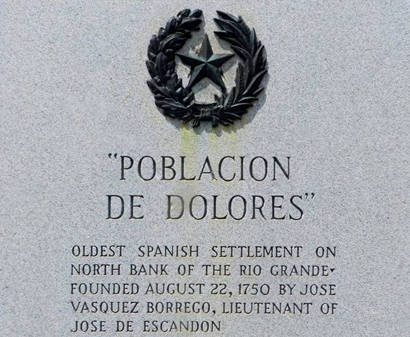 "POBLACION
DE DOLORES"
OLDEST SPANISH SETTLEMENT ON
NORTH BANK OF THE RIO GRANDE·
FOUNDED AUGUST 22, 1750 BY JOSE
VASQUEZ BORREGO, LIEUTENANT OF
JOSE DE ESCANDON